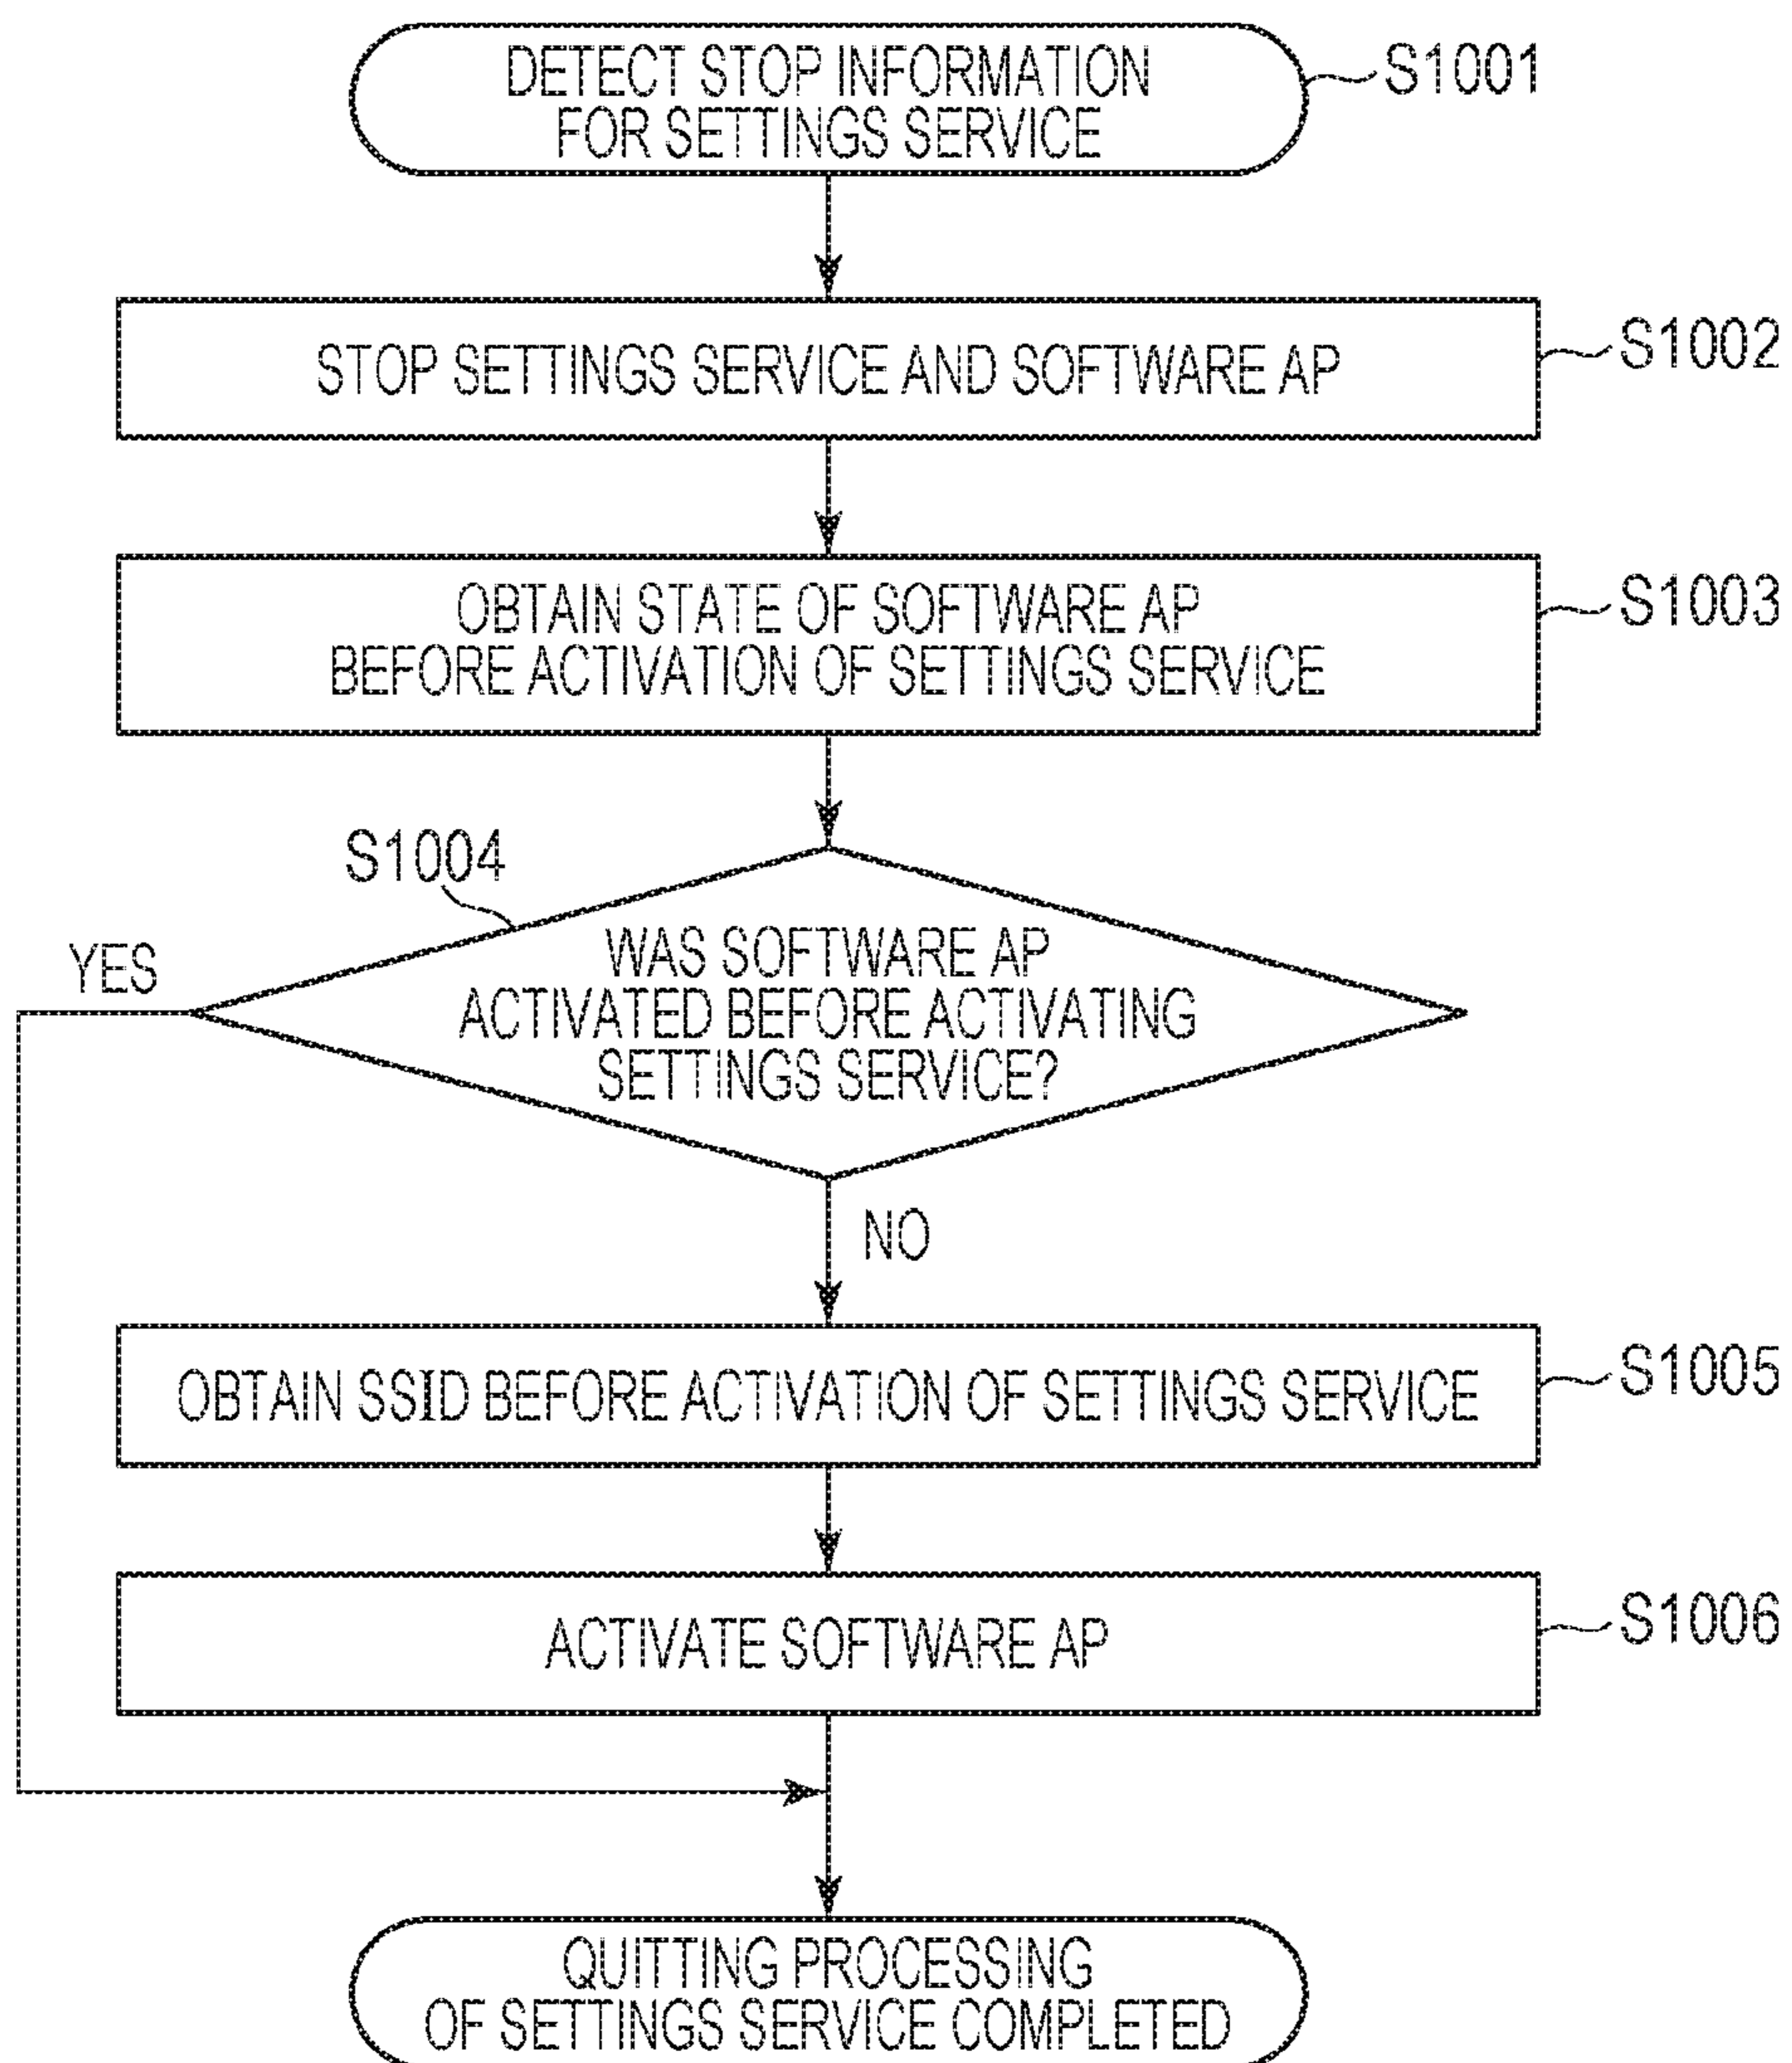 DETECT STOP INFORMATION
FOR SETTINGS SERVICE
S1001
STOP SETTINGS SERVICE AND SOFTWARE AP
S1002
OBTAIN STATE OF SOFTWARE AP
BEFORE ACTIVATION OF SETTINGS SERVICE
S1003
S1004
WAS SOFTWARE AP
ACTIVATED BEFORE ACTIVATING
SETTINGS SERVICE?
YES
NO
OBTAIN SSID BEFORE ACTIVATION OF SETTINGS SERVICE
S1005
ACTIVATE SOFTWARE AP
S1006
QUITTING PROCESSING
OF SETTINGS SERVICE COMPLETED